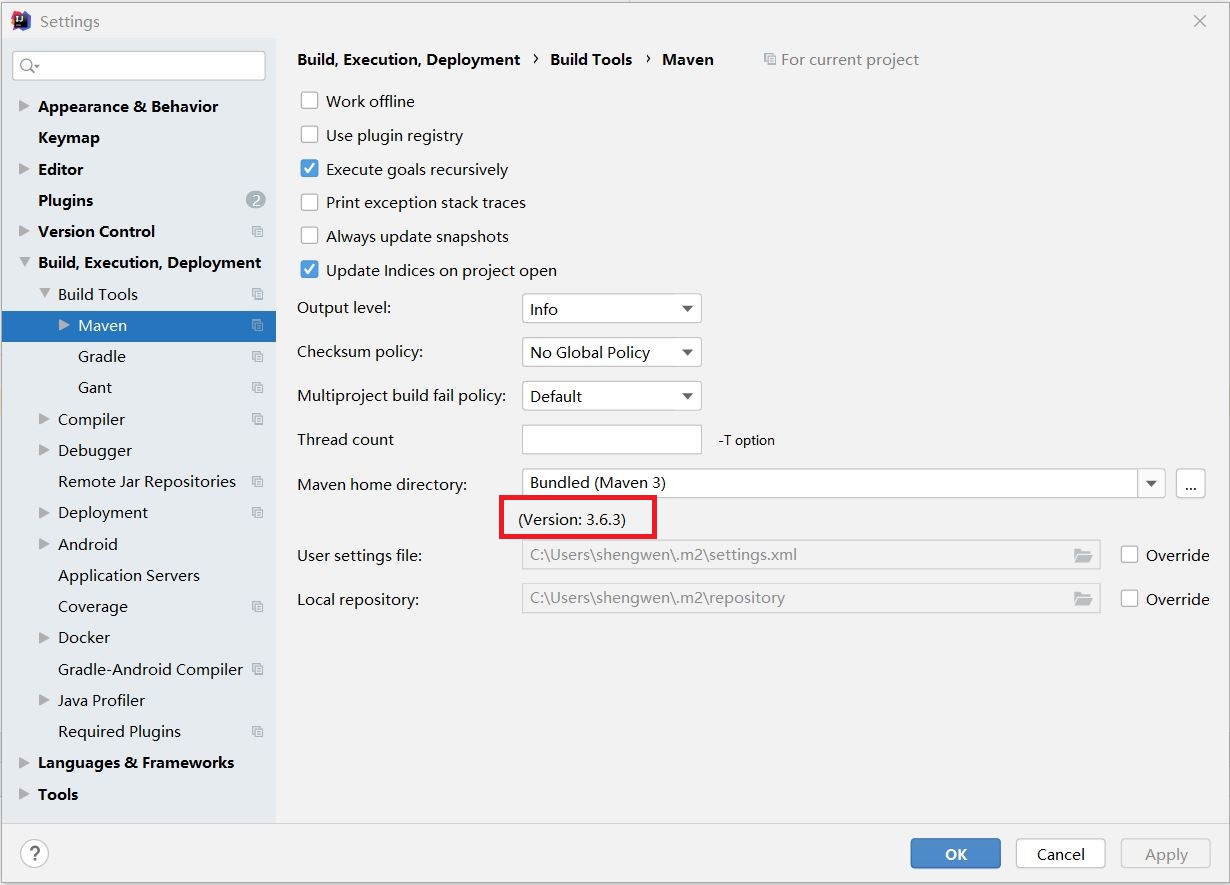 Settings
Build, Execution, Deployment › Build Tools › Maven For current project
Appearance & Behavior
Keymap
Editor
Plugins 2
Version Control
Build, Execution, Deployment
Build Tools
Maven
Gradle
Gant
Compiler
Debugger
Remote Jar Repositories
Deployment
Android
Application Servers
Coverage
Docker
Gradle-Android Compiler
Java Profiler
Required Plugins
Languages & Frameworks
Tools
Work offline
Use plugin registry
Execute goals recursively
Print exception stack traces
Always update snapshots
Update Indices on project open
Output level: Info
Checksum policy: No Global Policy
Multiproject build fail policy: Default
Thread count -T option
Maven home directory: Bundled (Maven 3) ...
(Version: 3.6.3)
User settings file: C:\Users\shengwen\.m2\settings.xml Override
Local repository: C:\Users\shengwen\.m2\repository Override
? OK Cancel Apply